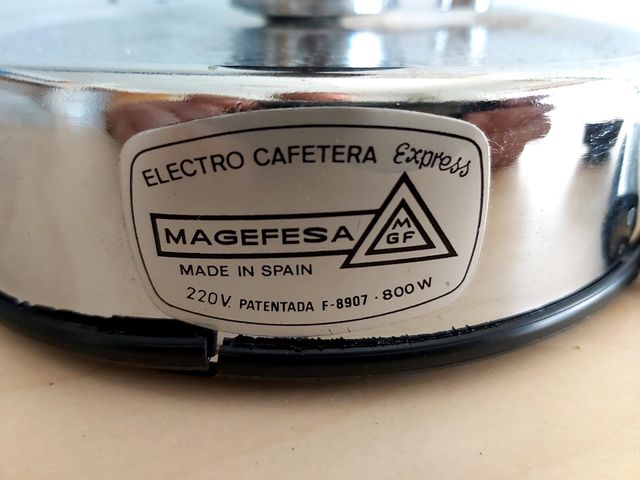 ELECTRO CAFETERA Express
MAGEFESA
M
GF
MADE IN SPAIN
220V. PATENTADA F-8907 · 800 W